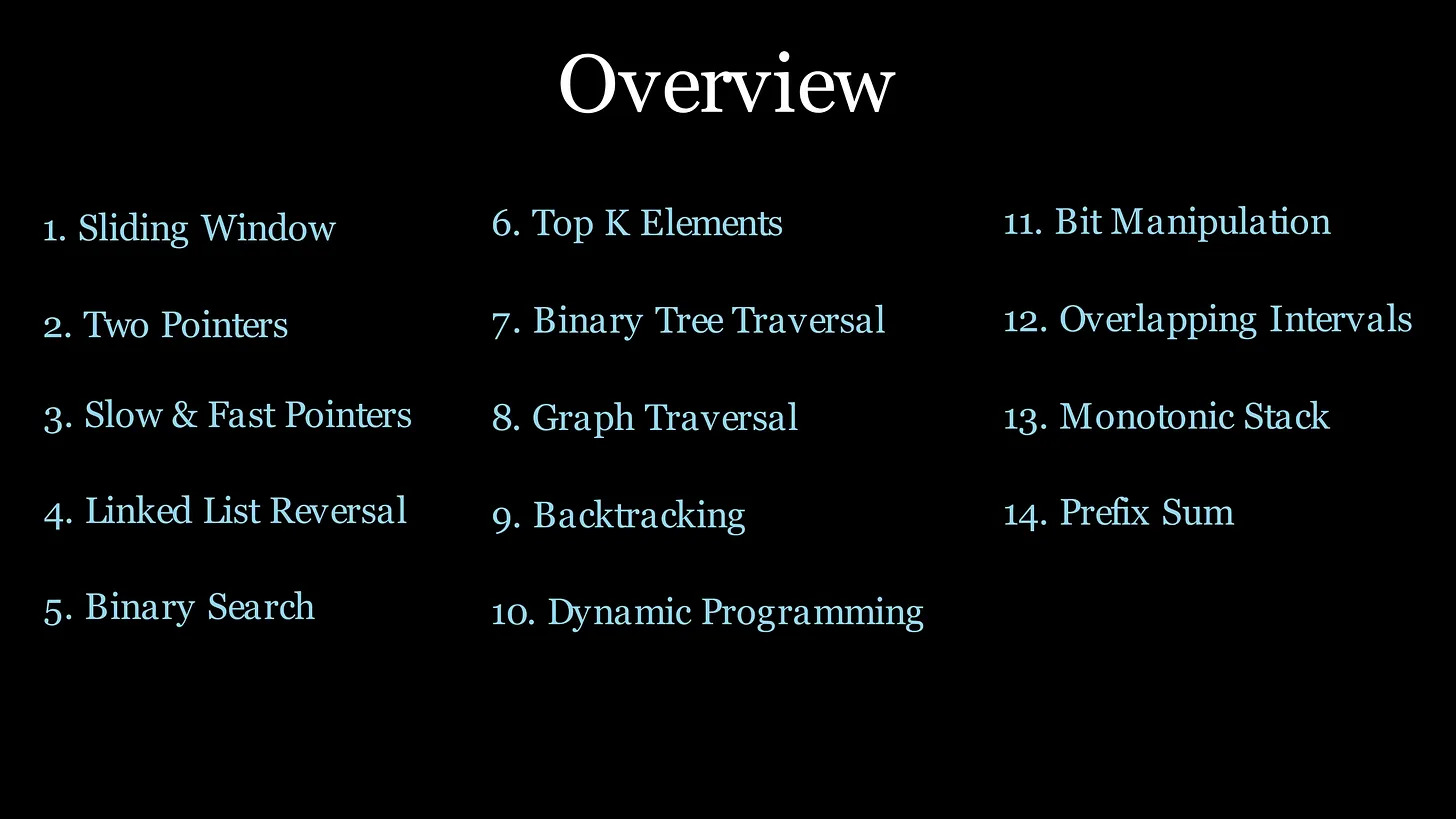 Overview
1. Sliding Window
2. Two Pointers
3. Slow & Fast Pointers
4. Linked List Reversal
5. Binary Search
6. Top K Elements
7. Binary Tree Traversal
8. Graph Traversal
9. Backtracking
10. Dynamic Programming
11. Bit Manipulation
12. Overlapping Intervals
13. Monotonic Stack
14. Prefix Sum